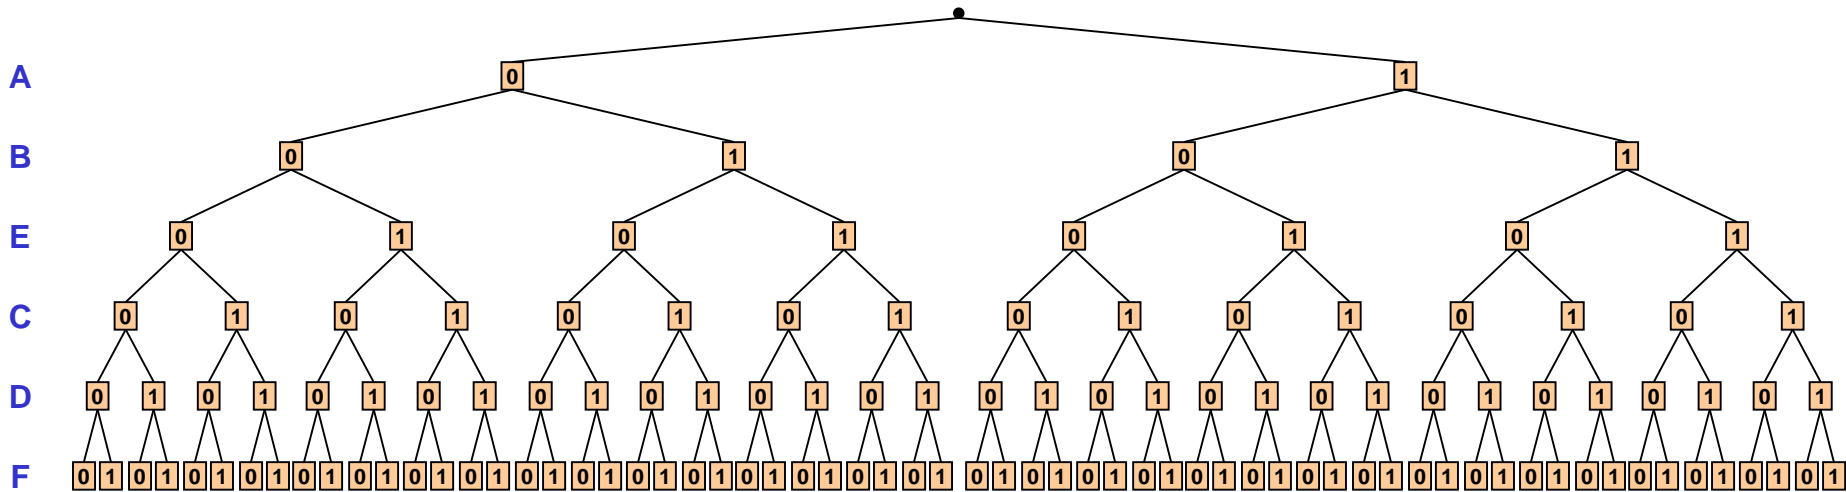 A 0 1
B 0 1 0 1
E 0 1 0 1 0 1 0 1
C 0 1 0 1 0 1 0 1 0 1 0 1 0 1 0 1
D 0 1 0 1 0 1 0 1 0 1 0 1 0 1 0 1 0 1 0 1 0 1 0 1 0 1 0 1 0 1 0 1
F 0 1 0 1 0 1 0 1 0 1 0 1 0 1 0 1 0 1 0 1 0 1 0 1 0 1 0 1 0 1 0 1 0 1 0 1 0 1 0 1 0 1 0 1 0 1 0 1 0 1 0 1 0 1 0 1 0 1 0 1 0 1 0 1